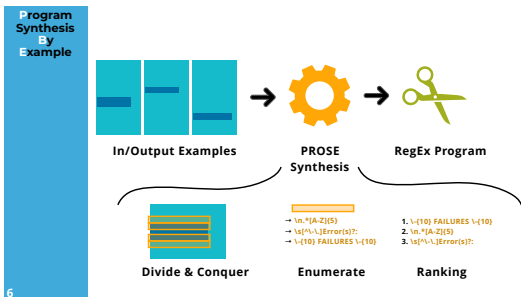 Program
Synthesis
By
Example
In/Output Examples
PROSE
Synthesis
RegEx Program
→ \n.*[A-Z]{5}
→ \s[^\-\.]Error(s)?:
→ \-{10} FAILURES \-{10}
1. \-{10} FAILURES \-{10}
2. \n.*[A-Z]{5}
3. \s[^\-\.]Error(s)?:
Divide & Conquer
Enumerate
Ranking
6